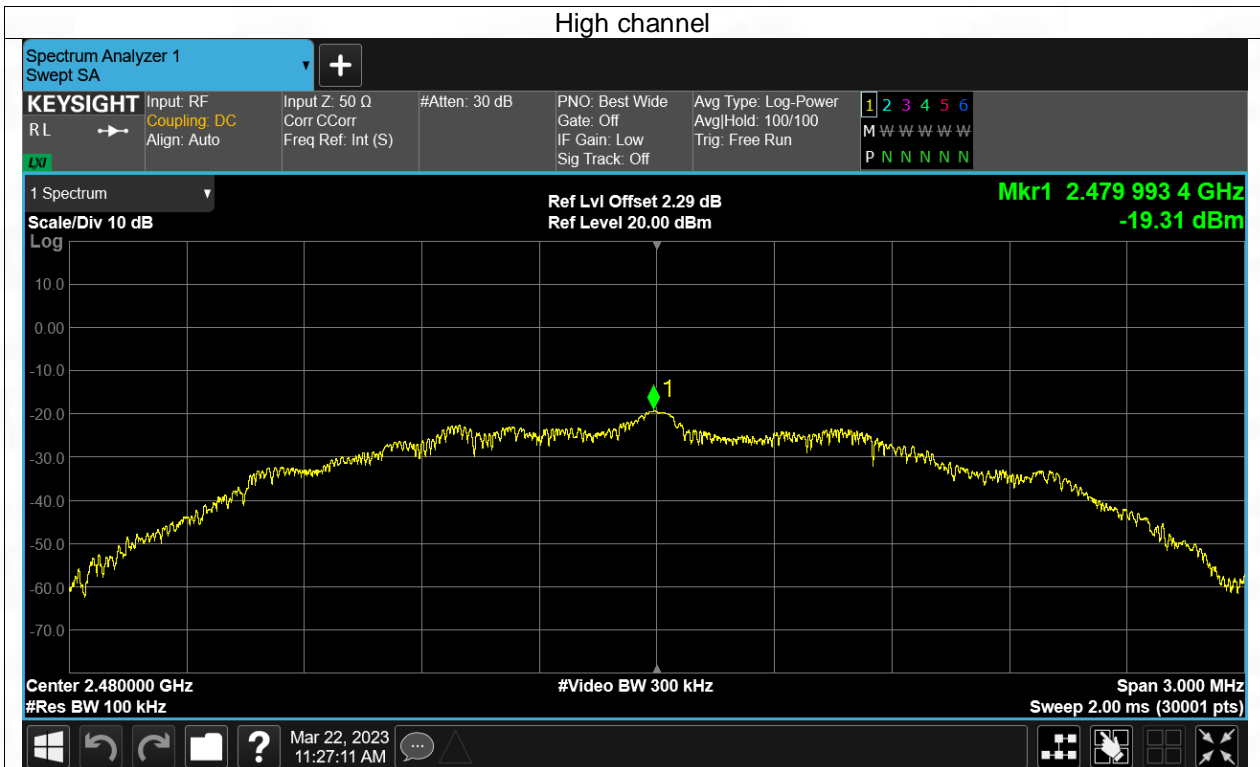 High channel
Spectrum Analyzer 1
Swept SA
KEYSIGHT
R L
LXI
Input: RF
Coupling: DC
Align: Auto
Input Z: 50 Ω
Corr CCorr
Freq Ref: Int (S)
#Atten: 30 dB
PNO: Best Wide
Gate: Off
IF Gain: Low
Sig Track: Off
Avg Type: Log-Power
Avg|Hold: 100/100
Trig: Free Run
1 2 3 4 5 6
M W W W W W
P N N N N N
1 Spectrum
Scale/Div 10 dB
Ref Lvl Offset 2.29 dB
Ref Level 20.00 dBm
Mkr1 2.479 993 4 GHz
-19.31 dBm
Log
10.0
0.00
-10.0
1
-20.0
-30.0
-40.0
-50.0
-60.0
-70.0
Center 2.480000 GHz
#Video BW 300 kHz
Span 3.000 MHz
#Res BW 100 kHz
Sweep 2.00 ms (30001 pts)
?
Mar 22, 2023
11:27:11 AM